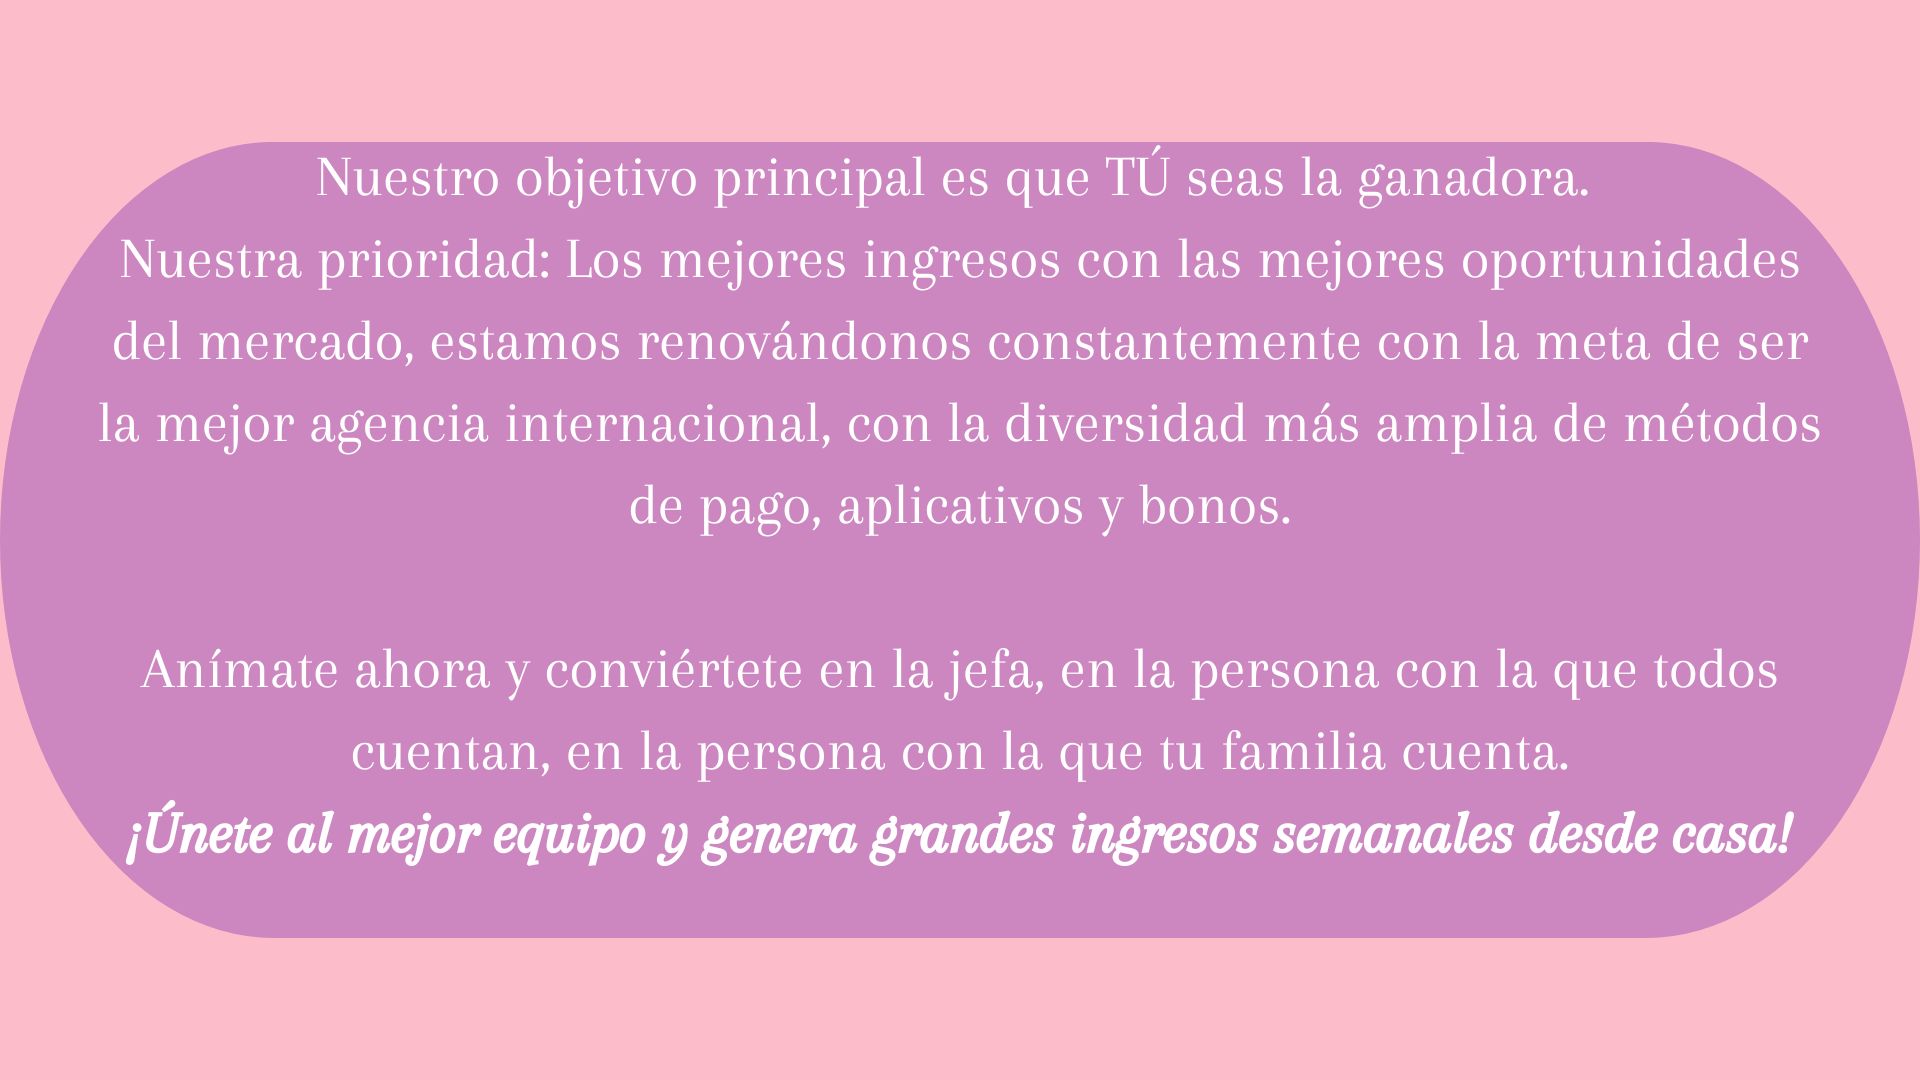 Nuestro objetivo principal es que TÚ seas la ganadora.
Nuestra prioridad: Los mejores ingresos con las mejores oportunidades
del mercado, estamos renovándonos constantemente con la meta de ser
la mejor agencia internacional, con la diversidad más amplia de métodos
de pago, aplicativos y bonos.
Anímate ahora y conviértete en la jefa, en la persona con la que todos
cuentan, en la persona con la que tu familia cuenta.
¡Únete al mejor equipo y genera grandes ingresos semanales desde casa!